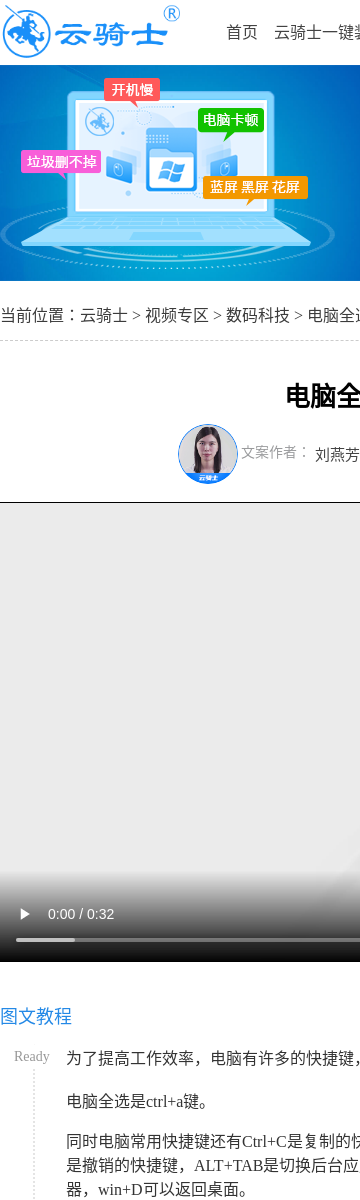 云骑士®
首页 云骑士一键装
开机慢
电脑卡顿
垃圾删不掉
蓝屏 黑屏 花屏
当前位置：云骑士 > 视频专区 > 数码科技 > 电脑全选
电脑全
云骑士
文案作者： 刘燕芳
0:00 / 0:32
图文教程
Ready
为了提高工作效率，电脑有许多的快捷键，
电脑全选是ctrl+a键。
同时电脑常用快捷键还有Ctrl+C是复制的快
是撤销的快捷键，ALT+TAB是切换后台应
器，win+D可以返回桌面。